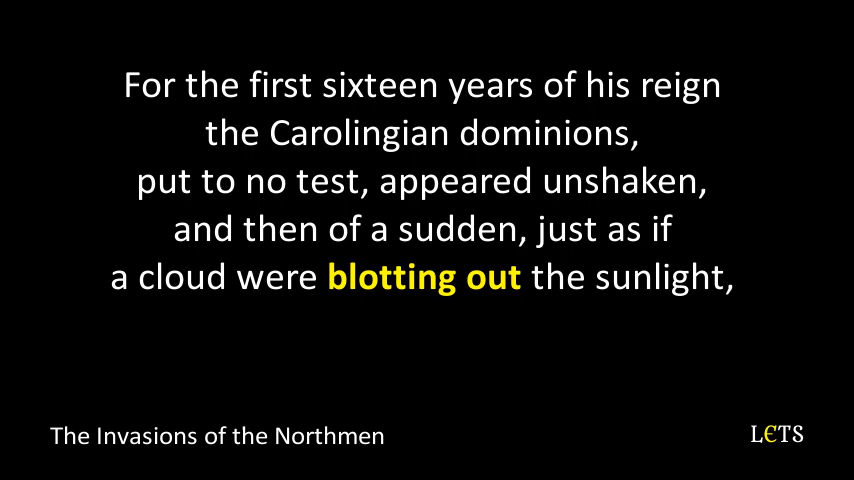 For the first sixteen years of his reign
the Carolingian dominions,
put to no test, appeared unshaken,
and then of a sudden, just as if
a cloud were blotting out the sunlight,
The Invasions of the Northmen
LЄTS